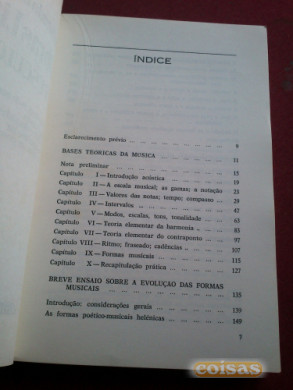 ÍNDICE
Esclarecimento prévio ... ... ... ... ... ... ... 9
BASES TEÓRICAS DA MÚSICA ... ... ... ... ... 11
Nota preliminar ... ... ... ... ... ... ... 13
Capítulo I — Introdução acústica ... ... ... ... 15
Capítulo II — A escala musical; as gamas; a notação 23
Capítulo III — Valores das notas; tempo; compasso 29
Capítulo IV — Intervalos ... ... ... ... ... 42
Capítulo V — Modos, escalas, tons, tonalidade ... 65
Capítulo VI — Teoria elementar da harmonia ... 85
Capítulo VII — Teoria elementar do contraponto ... 97
Capítulo VIII — Ritmo; fraseado; cadências ... ... 107
Capítulo IX — Formas musicais ... ... ... ... 115
Capítulo X — Recapitulação prática ... ... ... 127
BREVE ENSAIO SOBRE A EVOLUÇÃO DAS FORMAS
MUSICAIS ... ... ... ... ... ... ... 135
Introdução: considerações gerais ... ... ... ... 139
As formas poético-musicais helénicas ... ... ... 149
7
coisas